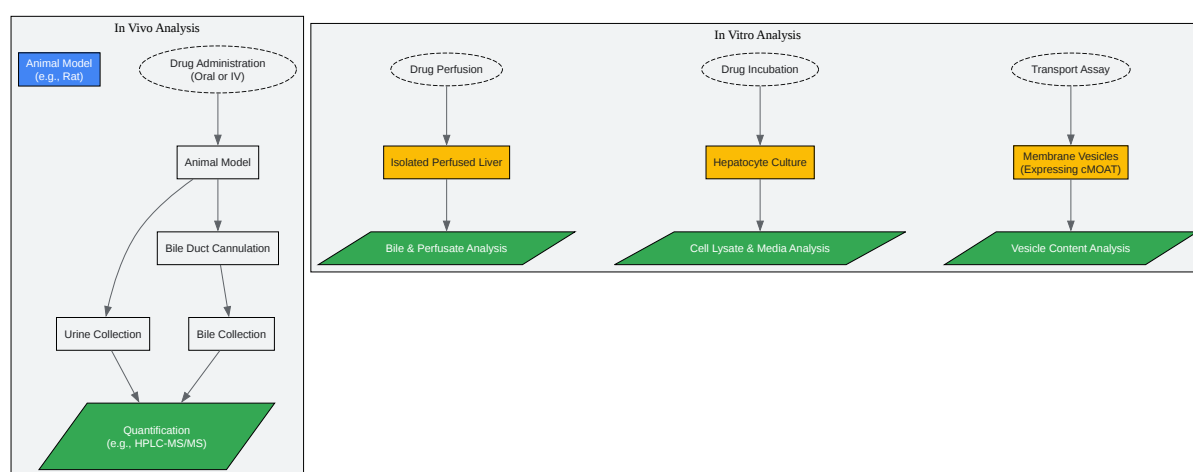 In Vivo Analysis
Animal Model
(e.g., Rat)
Drug Administration
(Oral or IV)
Animal Model
Bile Duct Cannulation
Urine Collection
Bile Collection
Quantification
(e.g., HPLC-MS/MS)
In Vitro Analysis
Drug Perfusion
Isolated Perfused Liver
Bile & Perfusate Analysis
Drug Incubation
Hepatocyte Culture
Cell Lysate & Media Analysis
Transport Assay
Membrane Vesicles
(Expressing cMOAT)
Vesicle Content Analysis